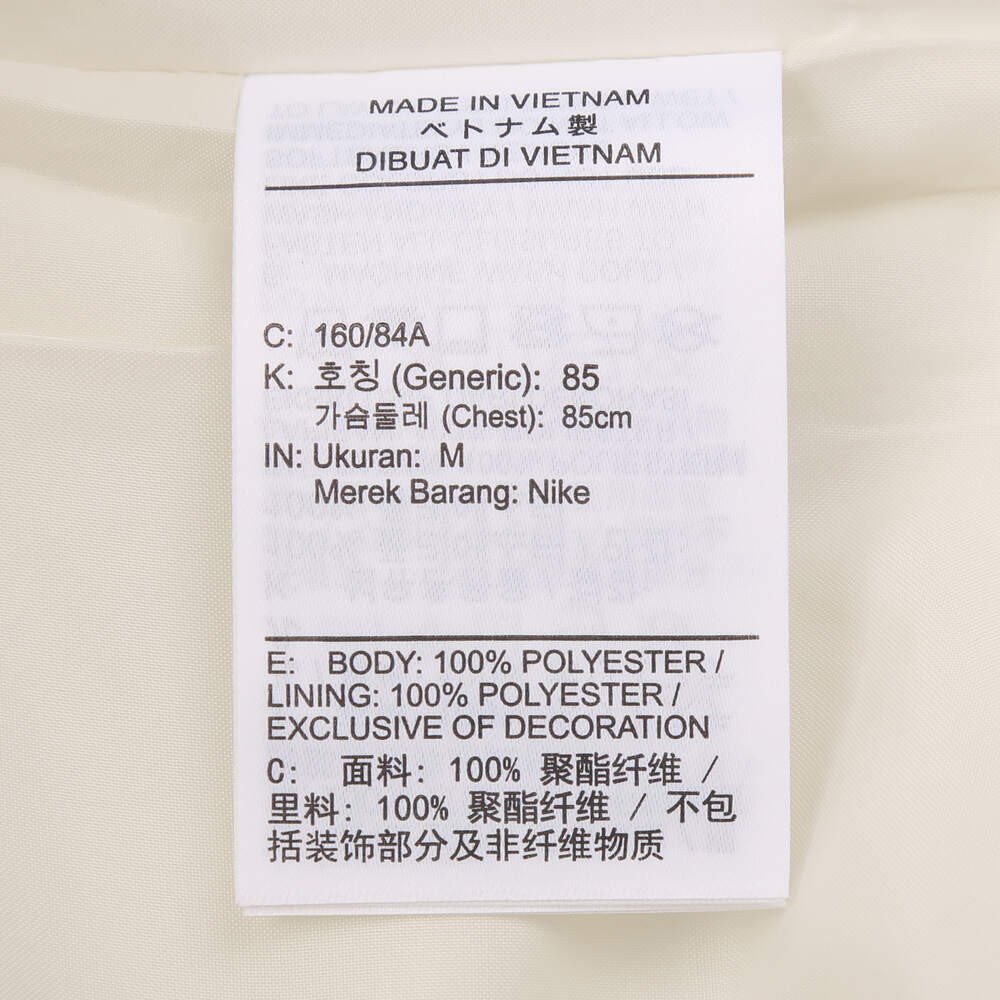 MADE IN VIETNAM
ベトナム製
DIBUAT DI VIETNAM
C: 160/84A
K: 호칭 (Generic): 85
가슴둘레 (Chest): 85cm
IN: Ukuran: M
Merek Barang: Nike
E: BODY: 100% POLYESTER /
LINING: 100% POLYESTER /
EXCLUSIVE OF DECORATION
C: 面料: 100% 聚酯纤维 /
里料: 100% 聚酯纤维 / 不包
括装饰部分及非纤维物质